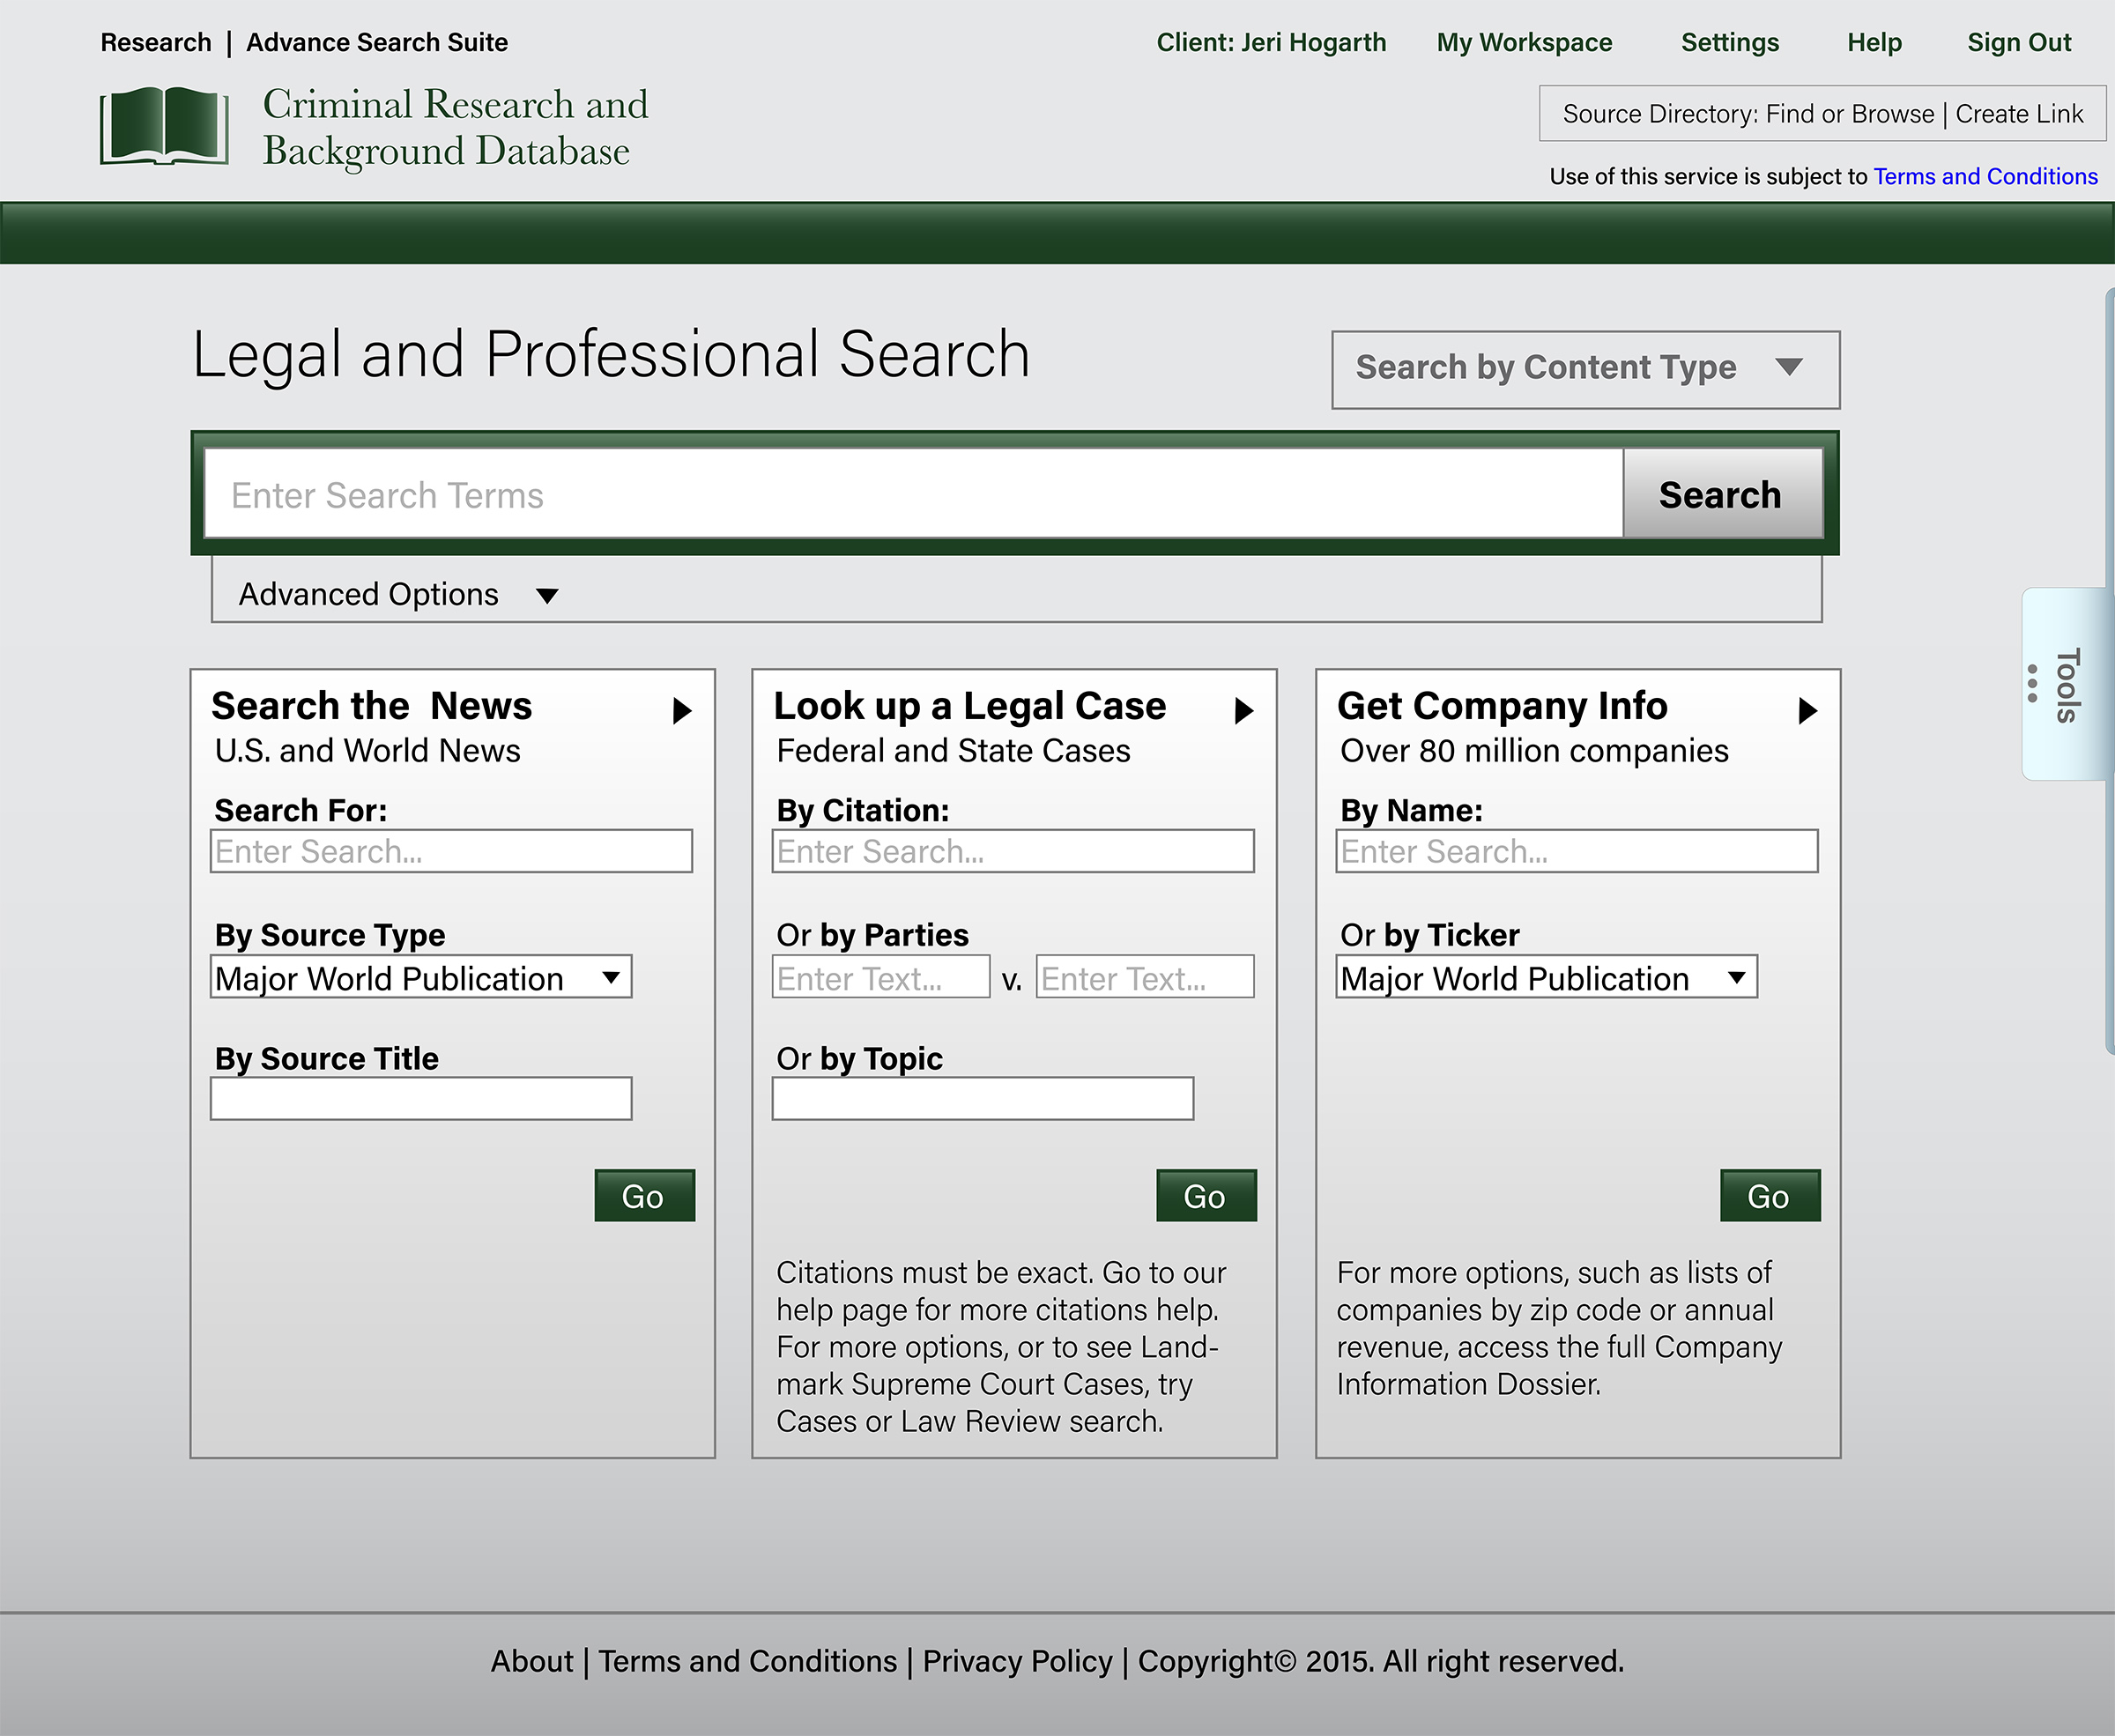 Research | Advance Search Suite
Client: Jeri Hogarth
My Workspace
Settings
Help
Sign Out
Criminal Research and
Background Database
Source Directory: Find or Browse | Create Link
Use of this service is subject to Terms and Conditions
Legal and Professional Search
Search by Content Type
Enter Search Terms
Search
Advanced Options
Tools
Search the  News
U.S. and World News
Search For:
Enter Search...
By Source Type
Major World Publication
By Source Title
Go
Look up a Legal Case
Federal and State Cases
By Citation:
Enter Search...
Or by Parties
Enter Text... v. Enter Text...
Or by Topic
Go
Citations must be exact. Go to our
help page for more citations help.
For more options, or to see Land-
mark Supreme Court Cases, try
Cases or Law Review search.
Get Company Info
Over 80 million companies
By Name:
Enter Search...
Or by Ticker
Major World Publication
Go
For more options, such as lists of
companies by zip code or annual
revenue, access the full Company
Information Dossier.
About | Terms and Conditions | Privacy Policy | Copyright© 2015. All right reserved.